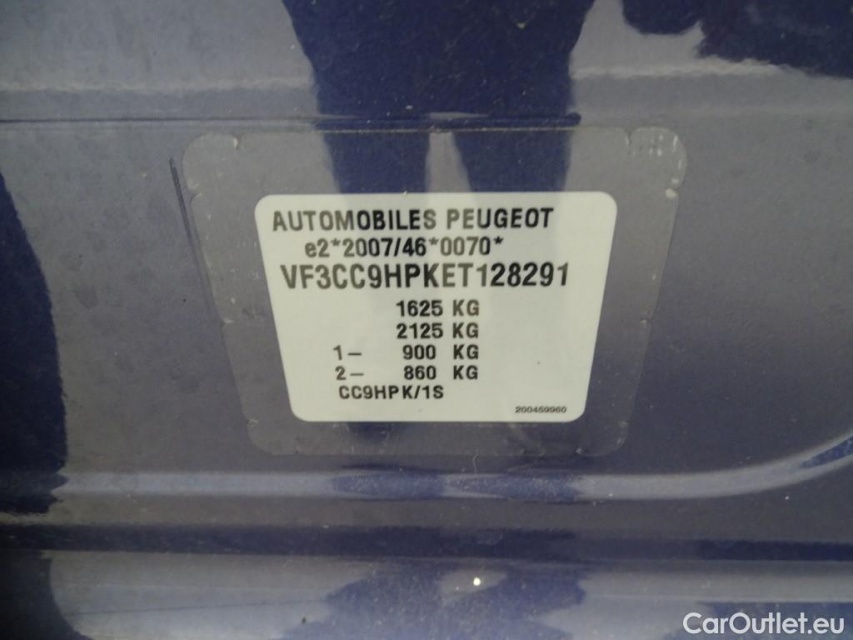 AUTOMOBILES PEUGEOT
e2*2007/46*0070*
VF3CC9HPKET128291
1625 KG
2125 KG
1– 900 KG
2– 860 KG
CC9HPK/1S
200459960
CarOutlet.eu